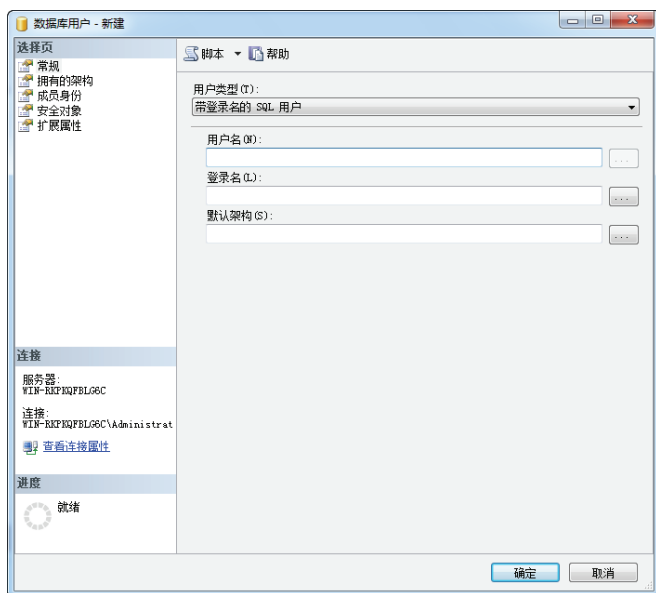 数据库用户 - 新建
选择页
常规
拥有的架构
成员身份
安全对象
扩展属性
脚本 帮助
用户类型(T):
带登录名的 SQL 用户
用户名(N):
...
登录名(L):
...
默认架构(S):
...
连接
服务器:
WIN-RKPKQFBLG6C
连接:
WIN-RKPKQFBLG6C\Administrat
查看连接属性
进度
就绪
确定 取消